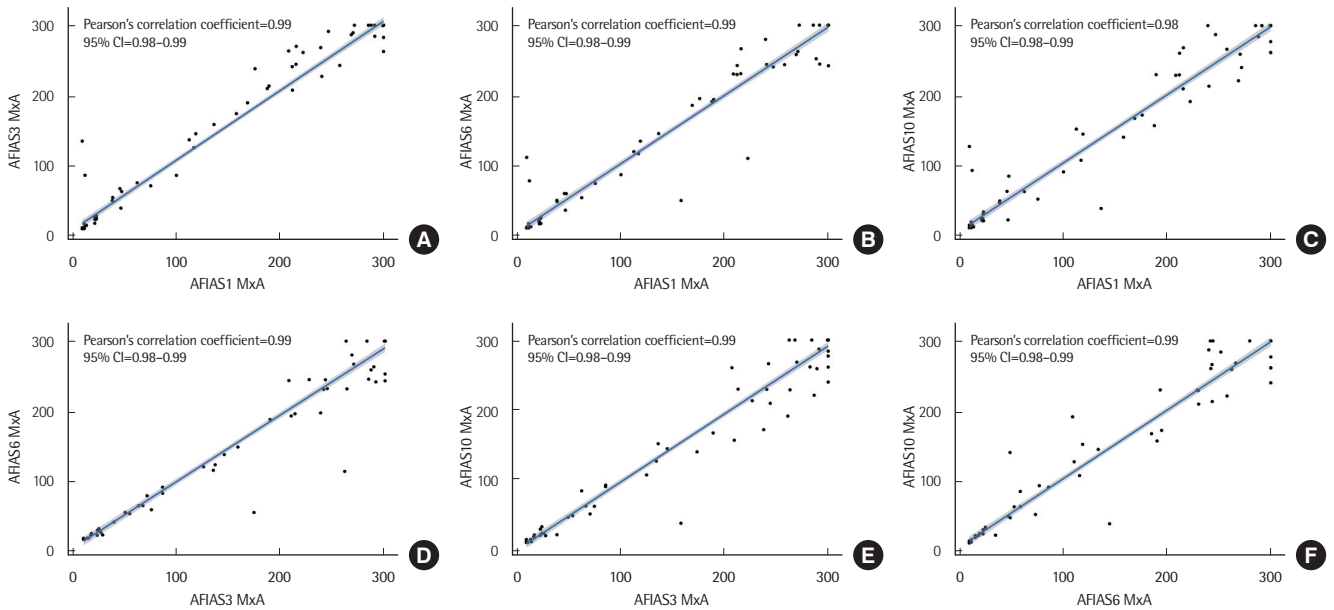 Pearson's correlation coefficient=0.99
95% CI=0.98–0.99
300
200
100
0
AFIAS3 MxA
0 100 200 300
AFIAS1 MxA
A
Pearson's correlation coefficient=0.99
95% CI=0.98–0.99
300
200
100
0
AFIAS6 MxA
0 100 200 300
AFIAS1 MxA
B
Pearson's correlation coefficient=0.98
95% CI=0.98–0.99
300
200
100
0
AFIAS10 MxA
0 100 200 300
AFIAS1 MxA
C
Pearson's correlation coefficient=0.99
95% CI=0.98–0.99
300
200
100
0
AFIAS6 MxA
0 100 200 300
AFIAS3 MxA
D
Pearson's correlation coefficient=0.99
95% CI=0.98–0.99
300
200
100
0
AFIAS10 MxA
0 100 200 300
AFIAS3 MxA
E
Pearson's correlation coefficient=0.99
95% CI=0.98–0.99
300
200
100
0
AFIAS10 MxA
0 100 200 300
AFIAS6 MxA
F